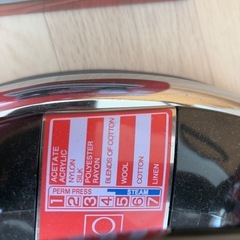 ACETATE
ACRYLIC
NYLON
SILK
POLYESTER
RAYON
BLENDS OF COTTON
WOOL
COTTON
LINEN
1 2 3 4 5 6 7
PERM PRESS STEAM